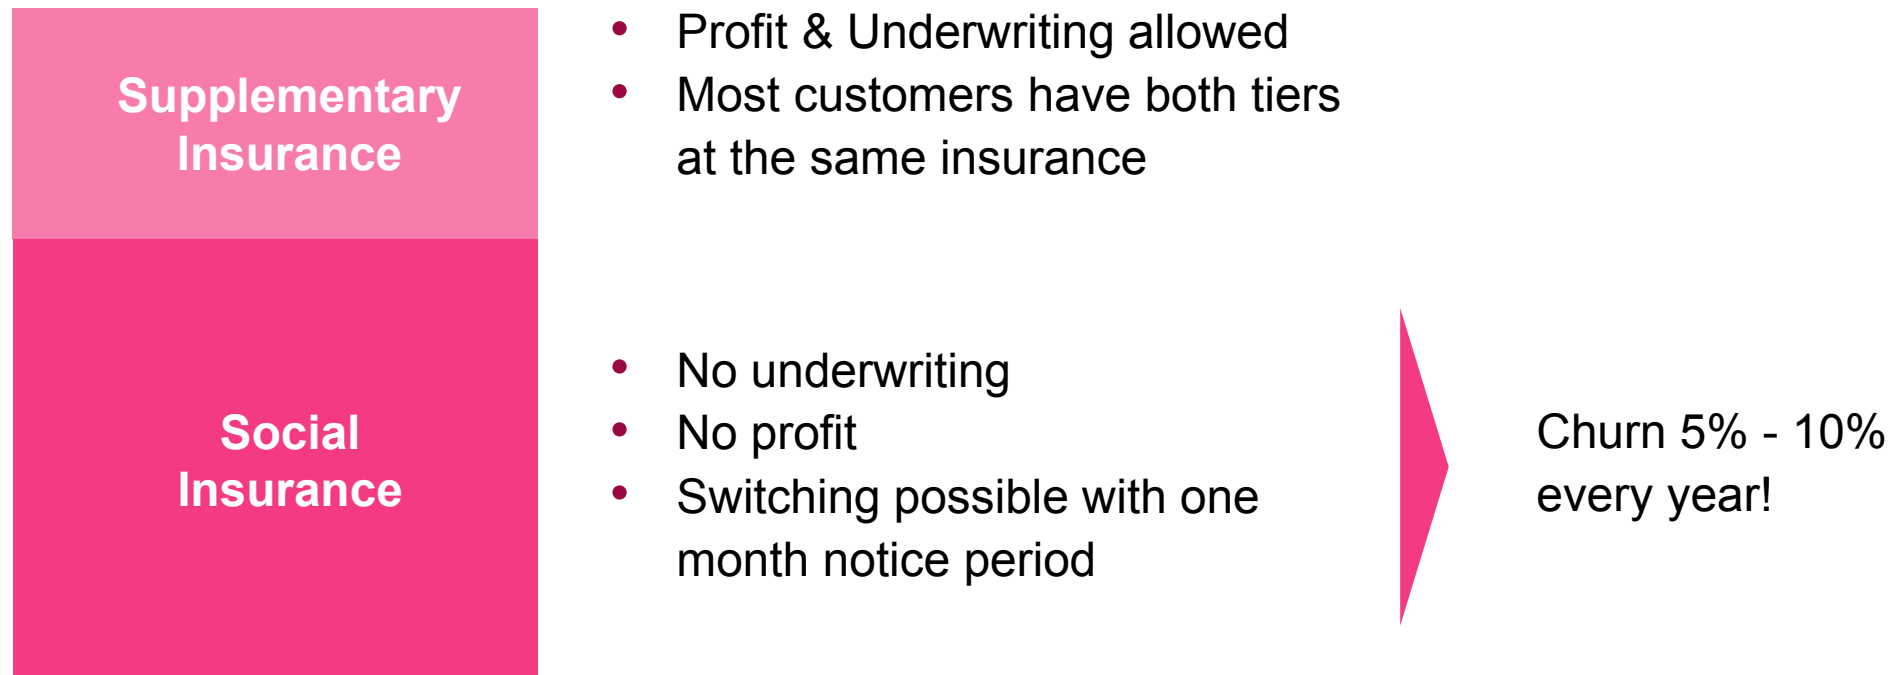 Supplementary
Insurance
• Profit & Underwriting allowed
• Most customers have both tiers
at the same insurance
Social
Insurance
• No underwriting
• No profit
• Switching possible with one
month notice period
Churn 5% - 10%
every year!